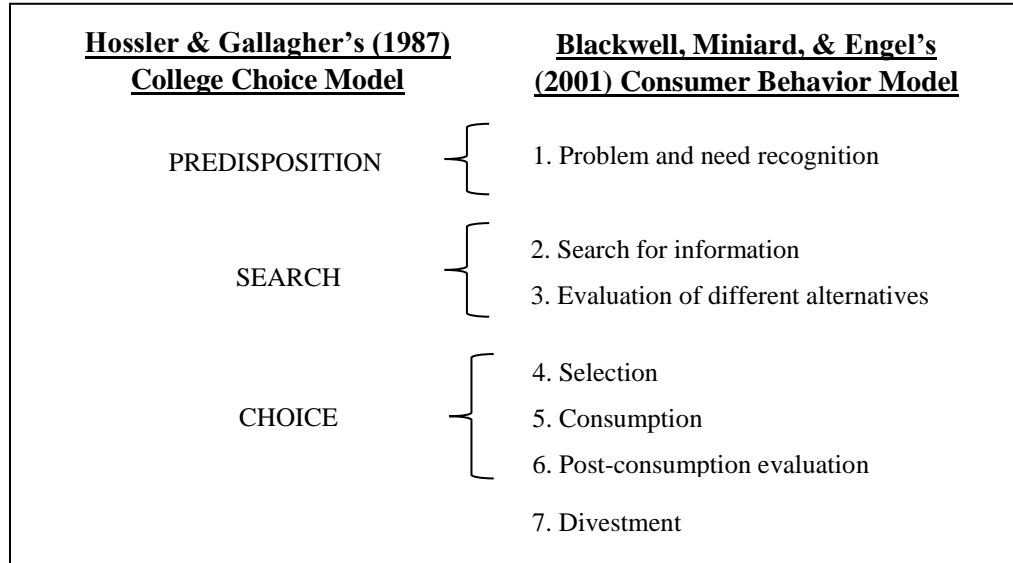 Hossler & Gallagher's (1987)
College Choice Model
Blackwell, Miniard, & Engel's
(2001) Consumer Behavior Model
PREDISPOSITION
1. Problem and need recognition
SEARCH
2. Search for information
3. Evaluation of different alternatives
CHOICE
4. Selection
5. Consumption
6. Post-consumption evaluation
7. Divestment